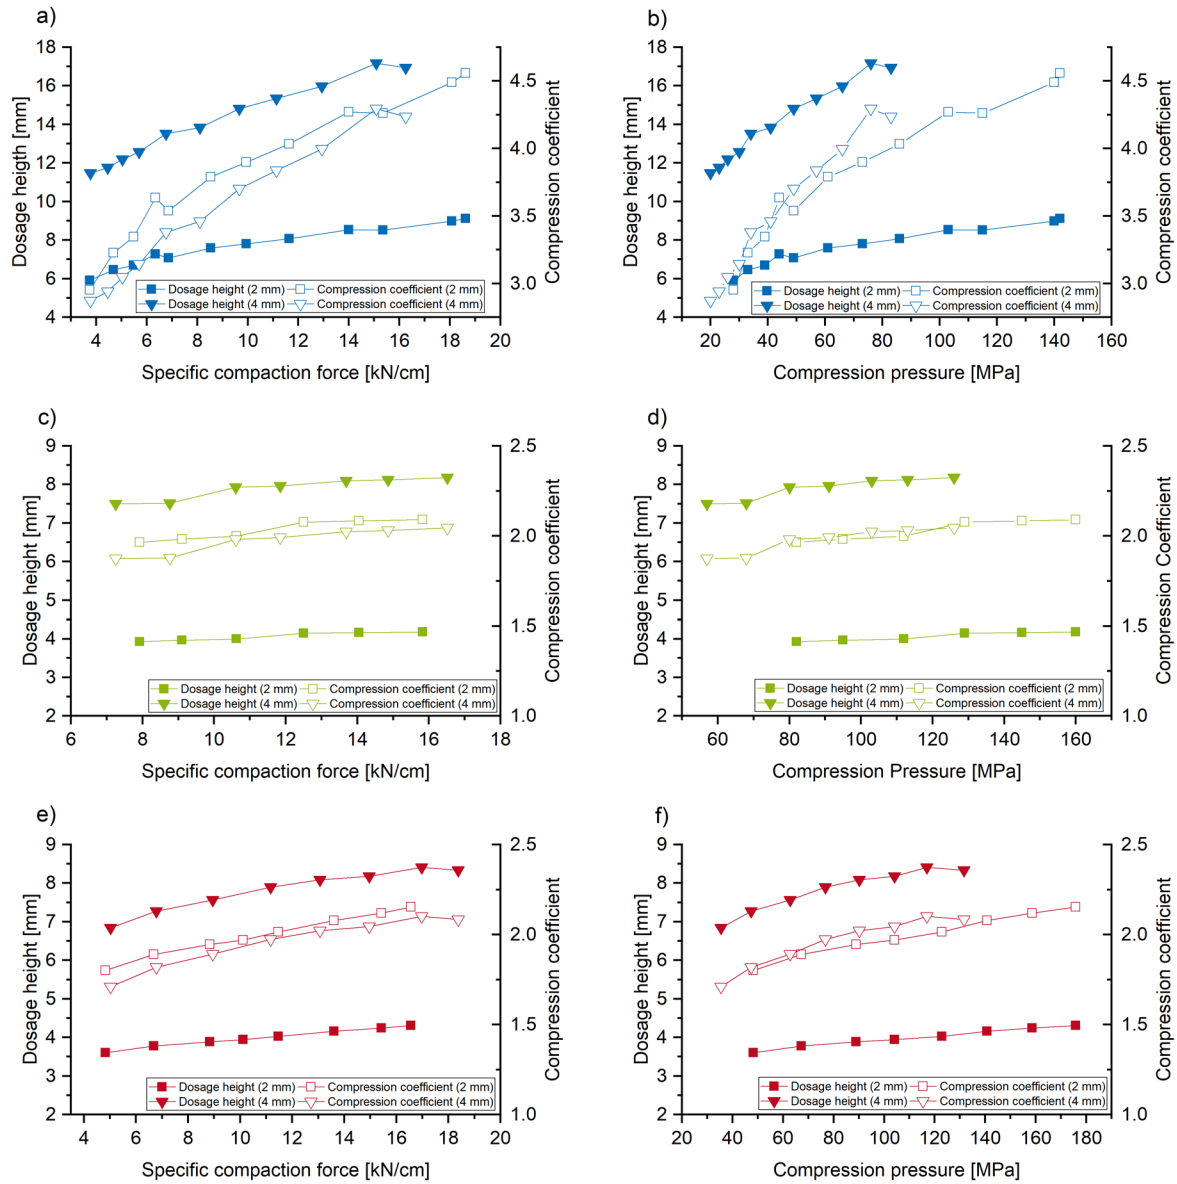 a)
18
16
14
12
10
8
6
4
Dosage heigth [mm]
4.5
4.0
3.5
3.0
Compression coefficient
Dosage height (2 mm) Compression coefficient (2 mm)
Dosage height (4 mm) Compression coefficient (4 mm)
4 6 8 10 12 14 16 18 20
Specific compaction force [kN/cm]
b)
18
16
14
12
10
8
6
4
Dosage height [mm]
4.5
4.0
3.5
3.0
Compression coefficient
Dosage height (2 mm) Compression coefficient (2 mm)
Dosage height (4 mm) Compression coefficient (4 mm)
20 40 60 80 100 120 140 160
Compression pressure [MPa]
c)
9
8
7
6
5
4
3
2
Dosage height [mm]
2.5
2.0
1.5
1.0
Compression coefficient
Dosage height (2 mm) Compression coefficient (2 mm)
Dosage height (4 mm) Compression coefficient (4 mm)
6 8 10 12 14 16 18
Specific compaction force [kN/cm]
d)
9
8
7
6
5
4
3
2
Dosage height [mm]
2.5
2.0
1.5
1.0
Compression Coefficient
Dosage height (2 mm) Compression coefficient (2 mm)
Dosage height (4 mm) Compression coefficient (4 mm)
60 80 100 120 140 160
Compression Pressure [MPa]
e)
9
8
7
6
5
4
3
2
Dosage height [mm]
2.5
2.0
1.5
1.0
Compression coefficient
Dosage height (2 mm) Compression coefficient (2 mm)
Dosage height (4 mm) Compression coefficient (4 mm)
4 6 8 10 12 14 16 18 20
Specific compaction force [kN/cm]
f)
9
8
7
6
5
4
3
2
Dosage height [mm]
2.5
2.0
1.5
1.0
Compression coefficient
Dosage height (2 mm) Compression coefficient (2 mm)
Dosage height (4 mm) Compression coefficient (4 mm)
20 40 60 80 100 120 140 160 180
Compression pressure [MPa]